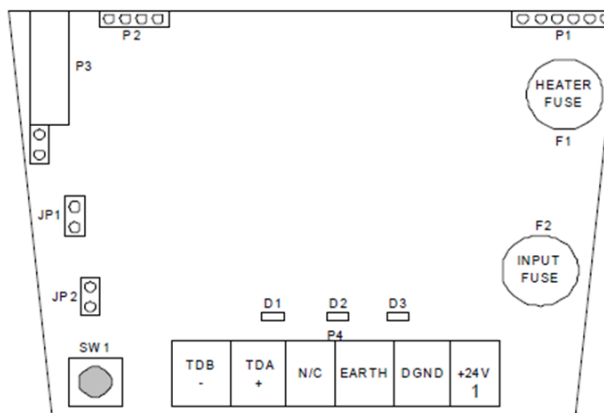 P2
P1
P3
HEATER
FUSE
F1
JP1
F2
INPUT
FUSE
JP2
D1
D2
D3
P4
SW1
TDB
-
TDA
+
N/C
EARTH
DGND
+24V
1